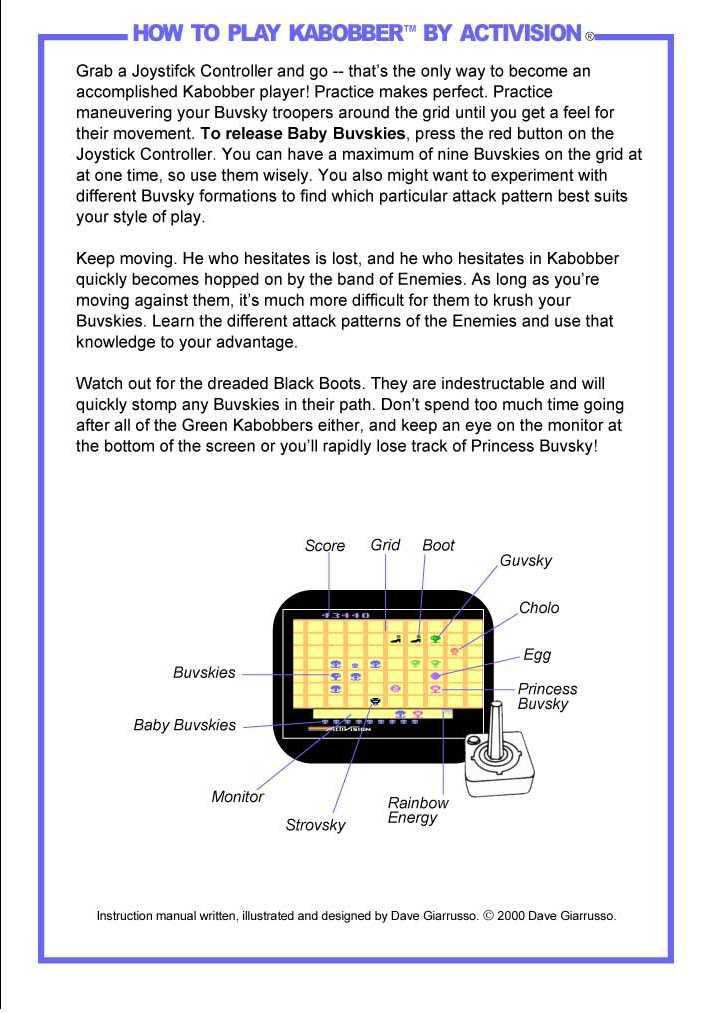 HOW TO PLAY KABOBBER™ BY ACTIVISION ®
Grab a Joystifck Controller and go -- that's the only way to become an
accomplished Kabobber player! Practice makes perfect. Practice
maneuvering your Buvsky troopers around the grid until you get a feel for
their movement. To release Baby Buvskies, press the red button on the
Joystick Controller. You can have a maximum of nine Buvskies on the grid at
at one time, so use them wisely. You also might want to experiment with
different Buvsky formations to find which particular attack pattern best suits
your style of play.
Keep moving. He who hesitates is lost, and he who hesitates in Kabobber
quickly becomes hopped on by the band of Enemies. As long as you're
moving against them, it's much more difficult for them to krush your
Buvskies. Learn the different attack patterns of the Enemies and use that
knowledge to your advantage.
Watch out for the dreaded Black Boots. They are indestructable and will
quickly stomp any Buvskies in their path. Don't spend too much time going
after all of the Green Kabobbers either, and keep an eye on the monitor at
the bottom of the screen or you'll rapidly lose track of Princess Buvsky!
Score Grid Boot
Guvsky
Cholo
43440
Egg
Buvskies
Princess
Buvsky
Baby Buvskies
ACTIVISION
Monitor
Rainbow
Energy
Strovsky
Instruction manual written, illustrated and designed by Dave Giarrusso. © 2000 Dave Giarrusso.